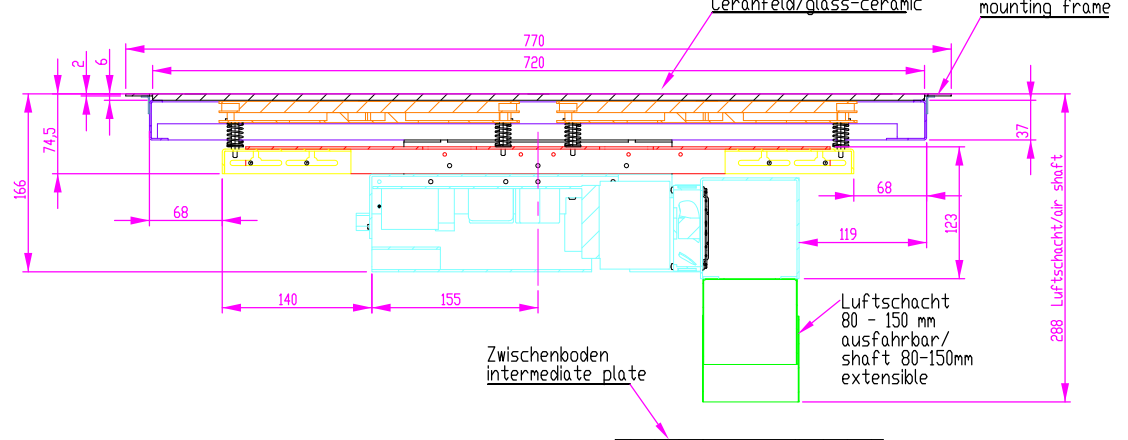 Ceranfeld/glass-ceramic
mounting frame
770
720
2
6
74,5
166
37
68
68
123
119
288 Luftschacht/air shaft
140
155
Luftschacht
80 - 150 mm
ausfahrbar/
shaft 80-150mm
extensible
Zwischenboden
intermediate plate